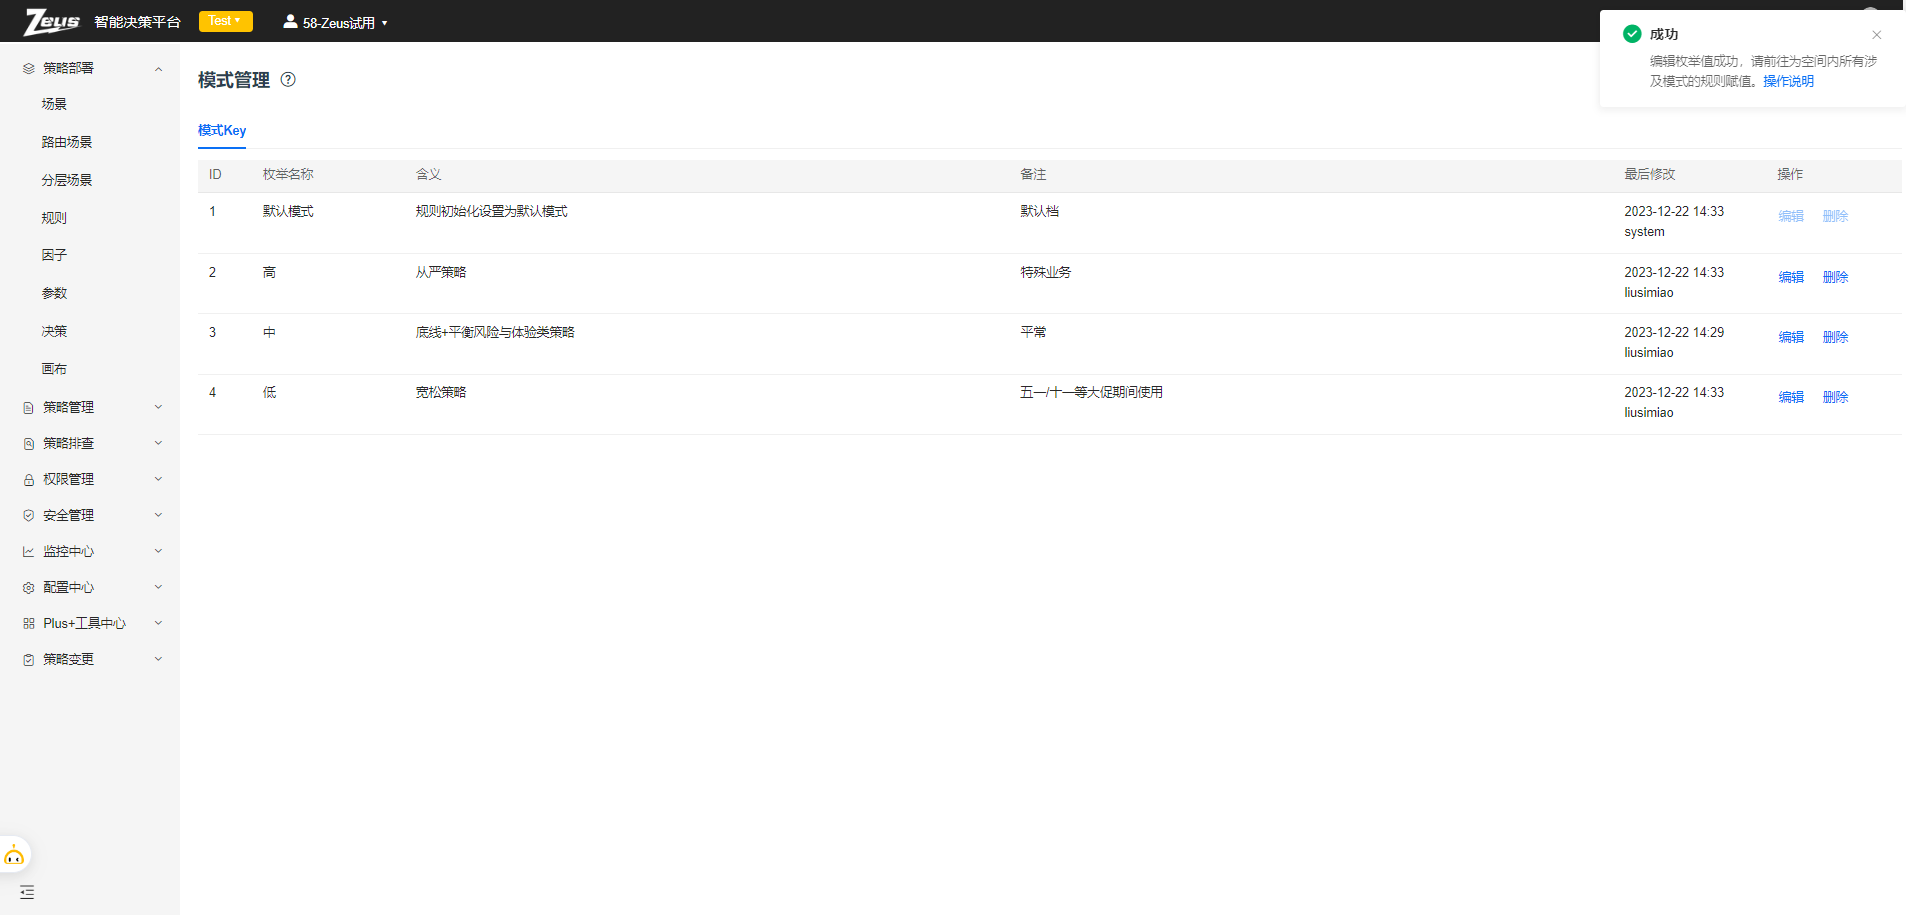 Zeus 智能决策平台 Test 58-Zeus试用
成功
编辑枚举值成功，请前往为空间内所有涉
及模式的规则赋值。操作说明
策略部署
场景
路由场景
分层场景
规则
因子
参数
决策
画布
策略管理
策略排查
权限管理
安全管理
监控中心
配置中心
Plus+工具中心
策略变更
模式管理
模式Key
ID 枚举名称 含义 备注 最后修改 操作
1 默认模式 规则初始化设置为默认模式 默认档 2023-12-22 14:33 编辑 删除
system
2 高 从严策略 特殊业务 2023-12-22 14:33 编辑 删除
liusimiao
3 中 底线+平衡风险与体验类策略 平常 2023-12-22 14:29 编辑 删除
liusimiao
4 低 宽松策略 五一/十一等大促期间使用 2023-12-22 14:33 编辑 删除
liusimiao